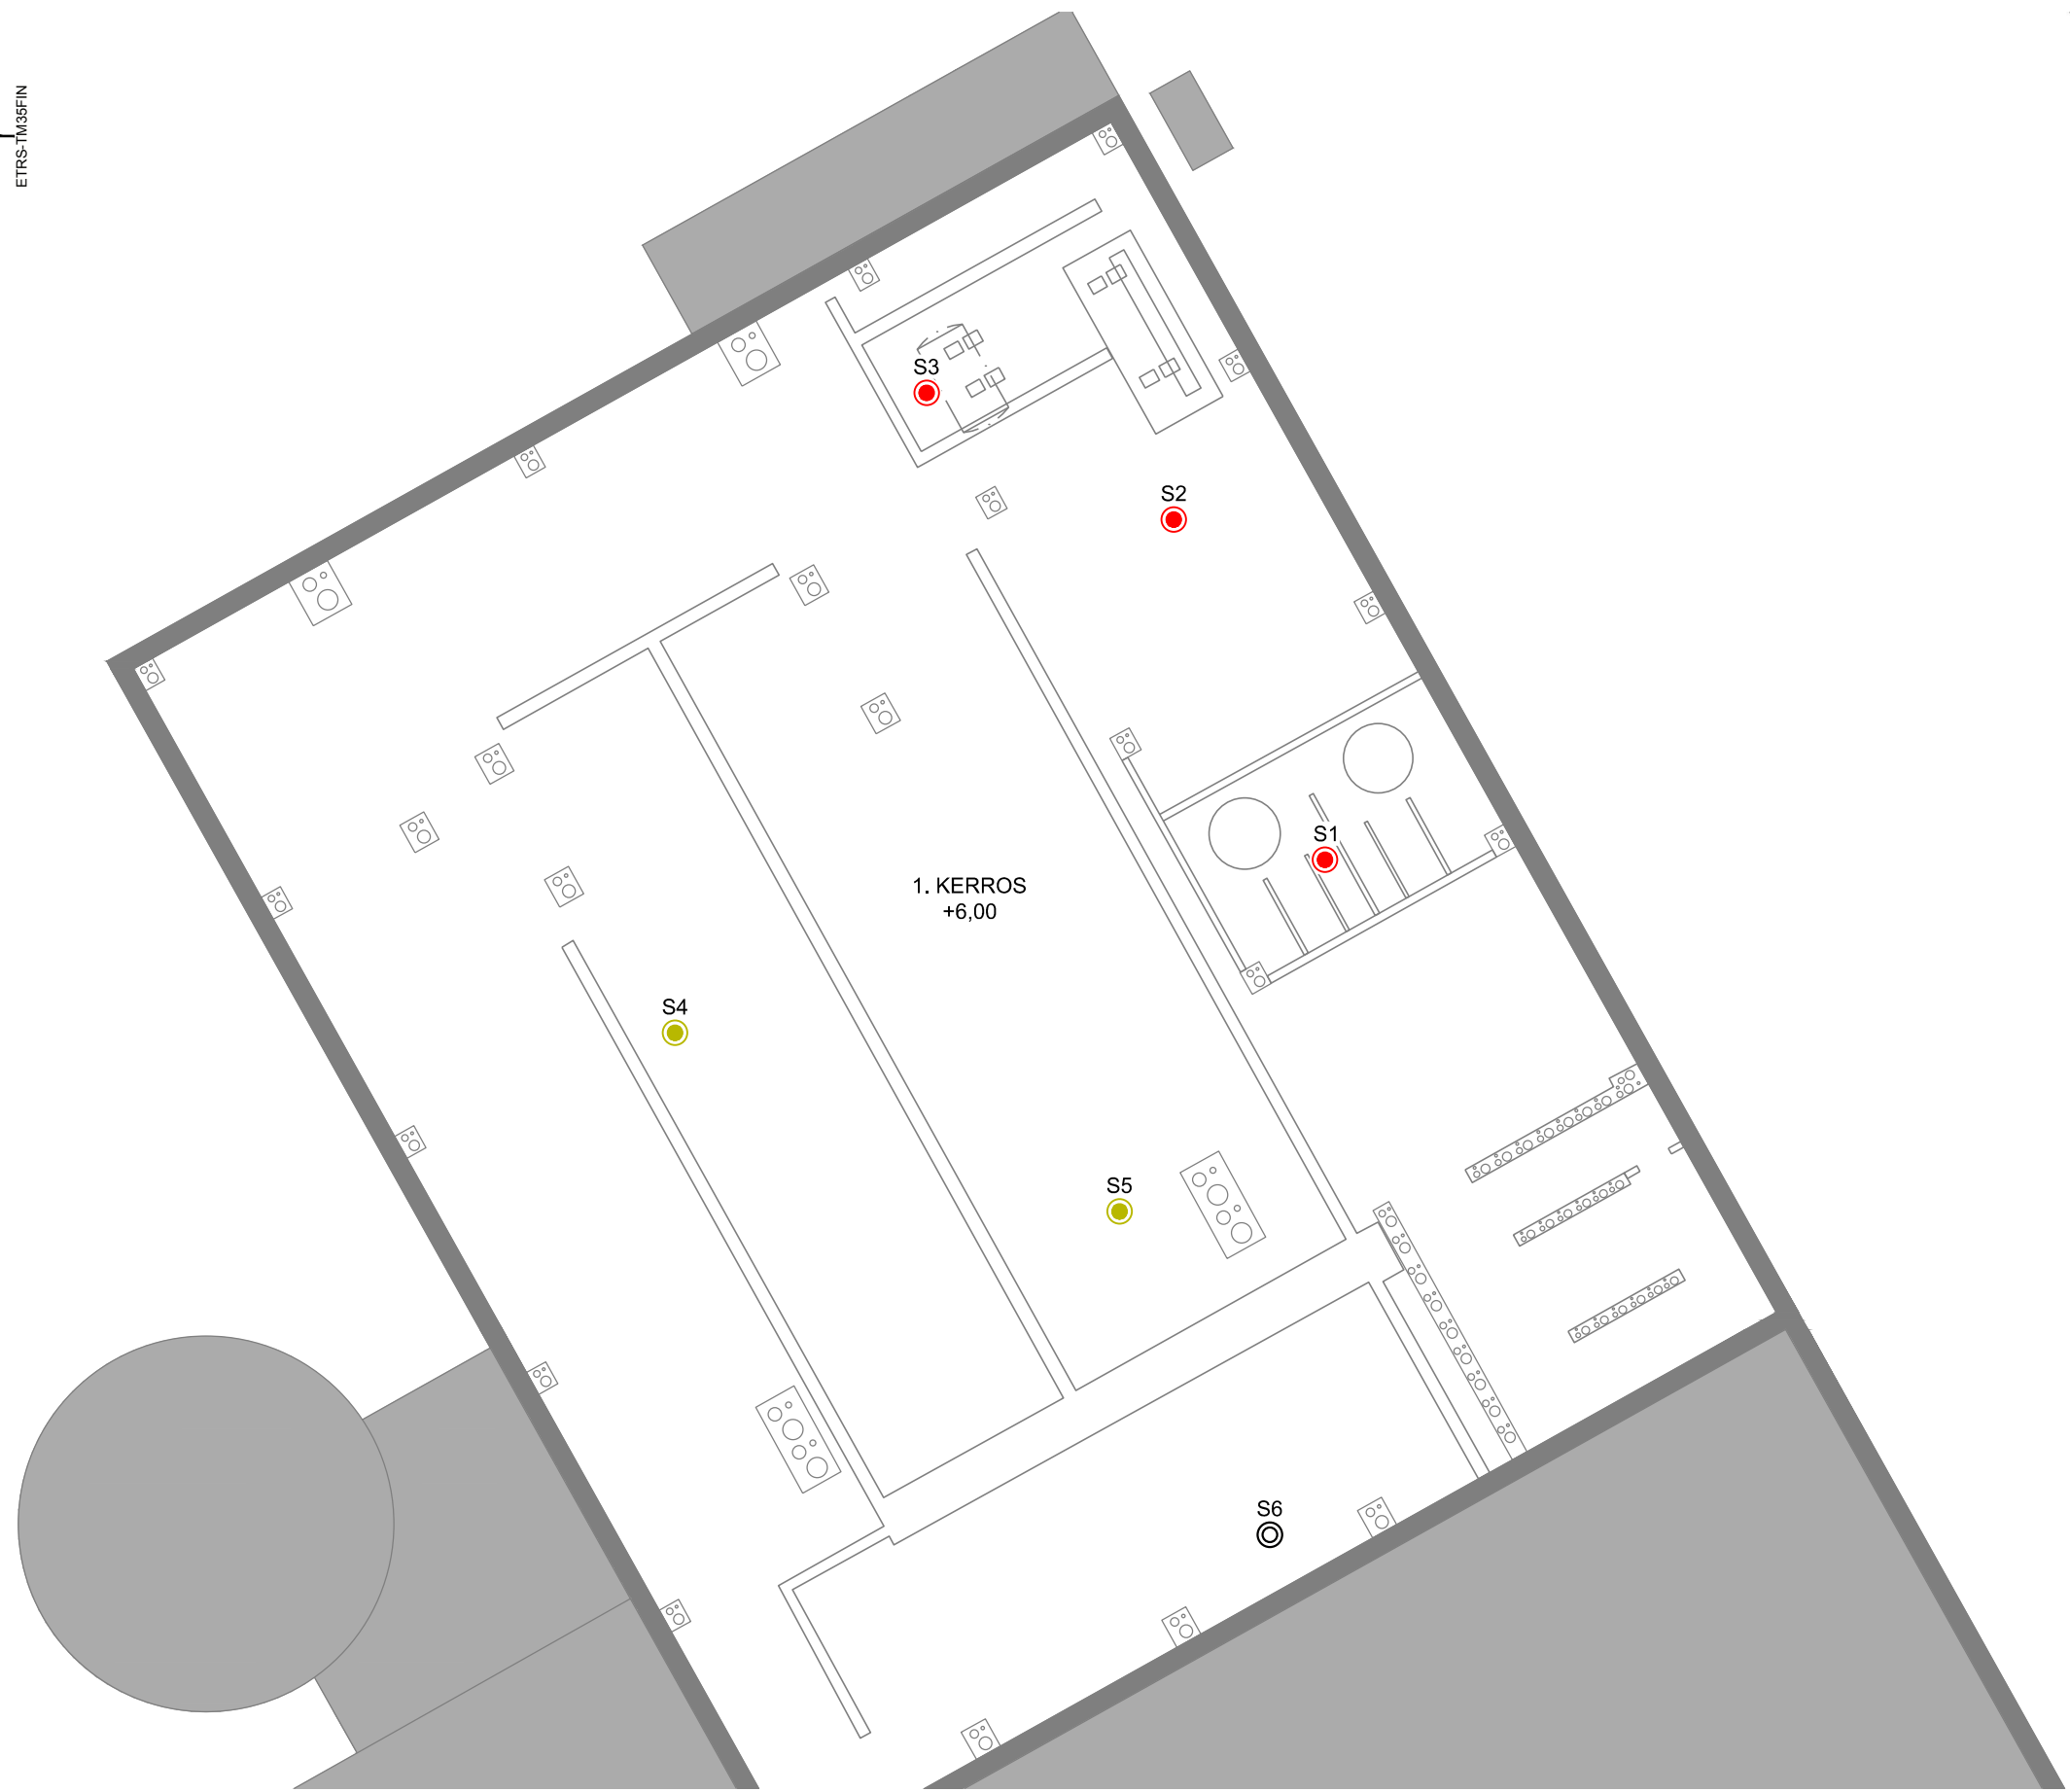 ETRS-TM35FIN
S3
S2
S1
1. KERROS
+6,00
S4
S5
S6